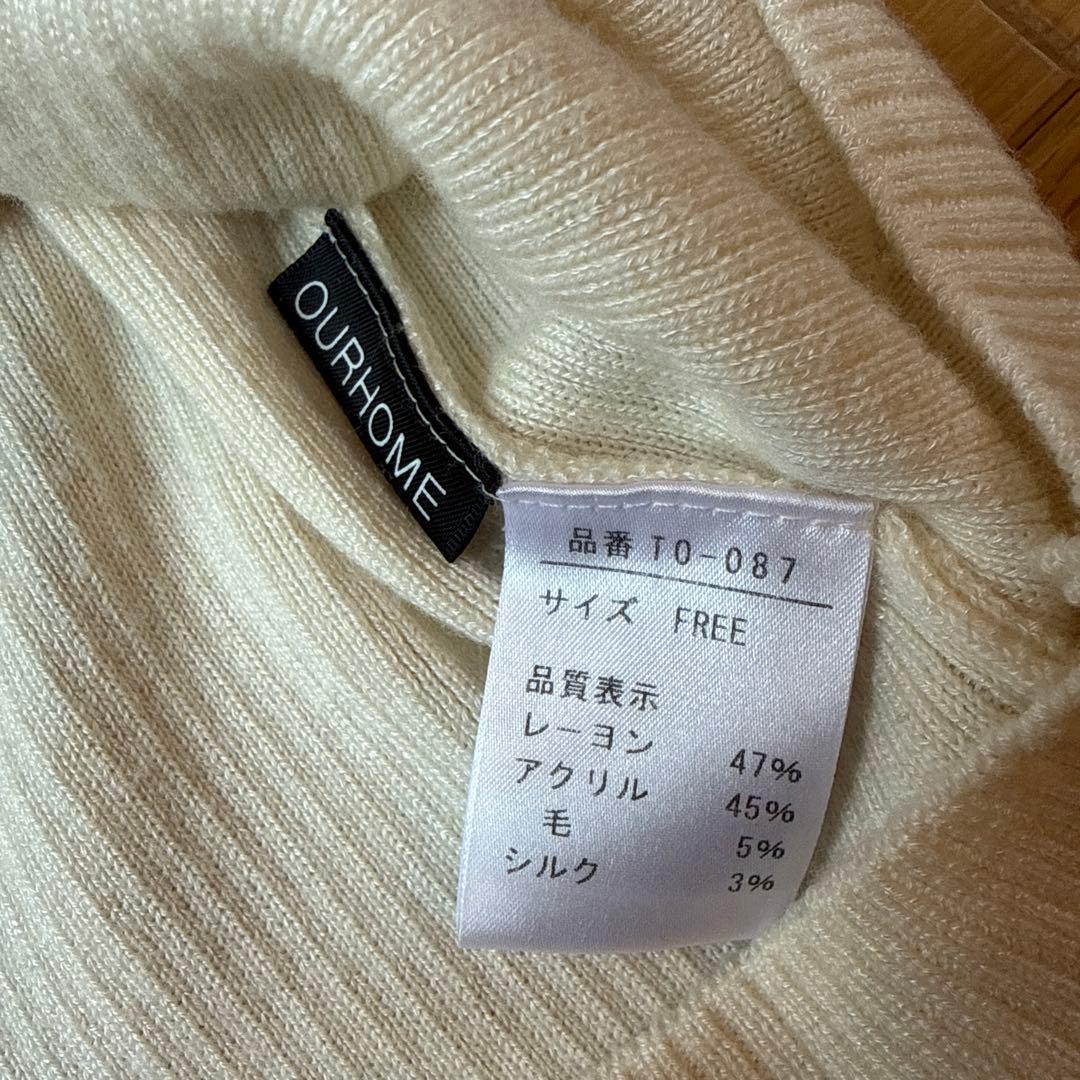 OURHOME
品番 TO-087
サイズ FREE
品質表示
レーヨン 47%
アクリル 45%
毛 5%
シルク 3%